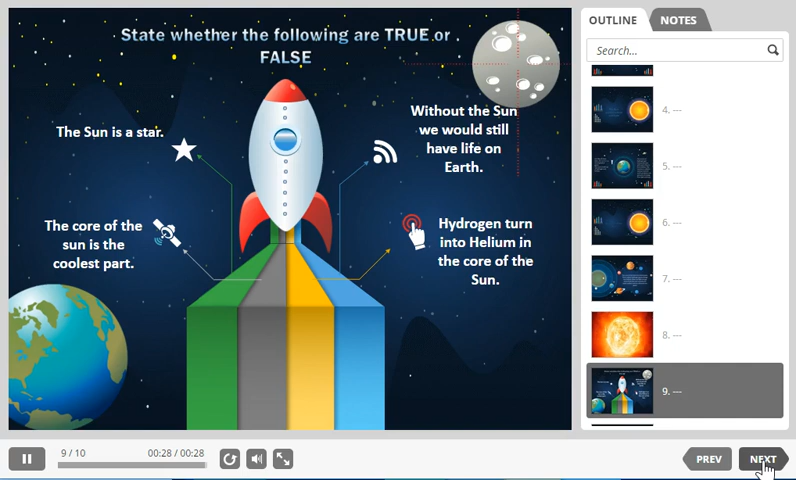 State whether the following are TRUE or
FALSE
The Sun is a star.
Without the Sun
we would still
have life on
Earth.
The core of the
sun is the
coolest part.
Hydrogen turn
into Helium in
the core of the
Sun.
OUTLINE
NOTES
Search...
4. ---
5. ---
6. ---
7. ---
8. ---
9. ---
9 / 10
00:28 / 00:28
PREV
NEXT